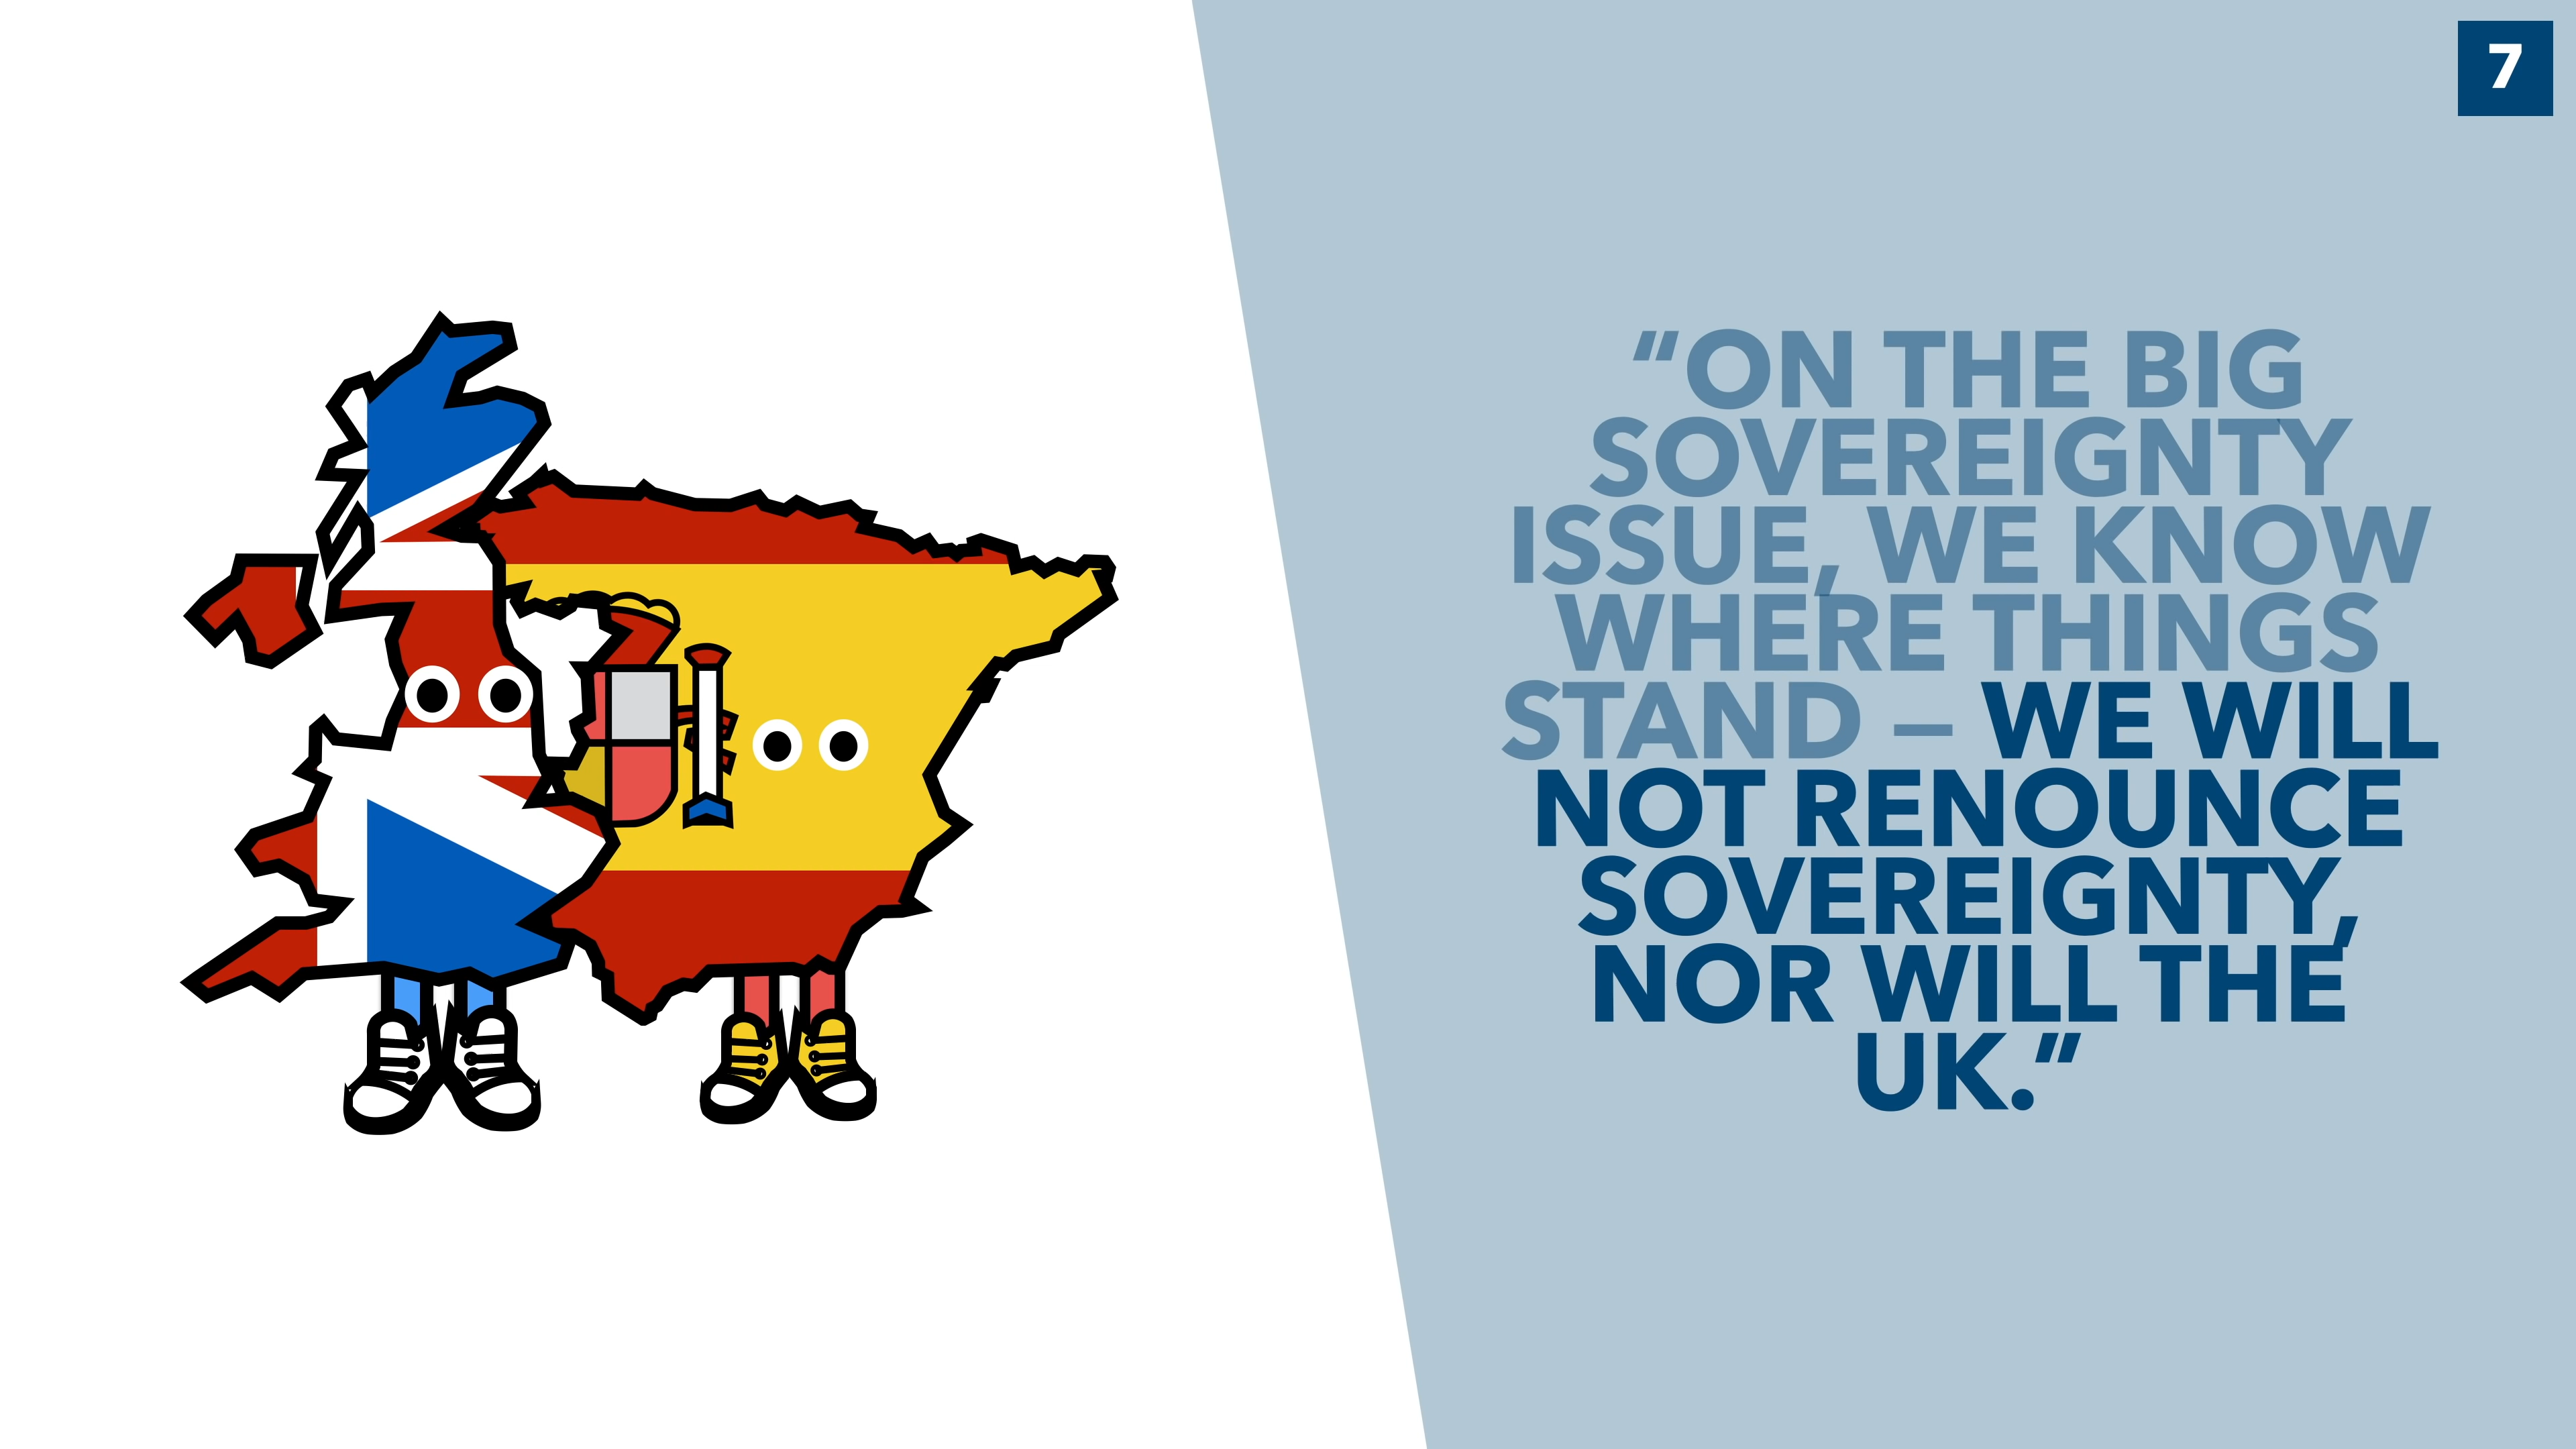 7
“ON THE BIG
SOVEREIGNTY
ISSUE, WE KNOW
WHERE THINGS
STAND – WE WILL
NOT RENOUNCE
SOVEREIGNTY,
NOR WILL THE
UK.”